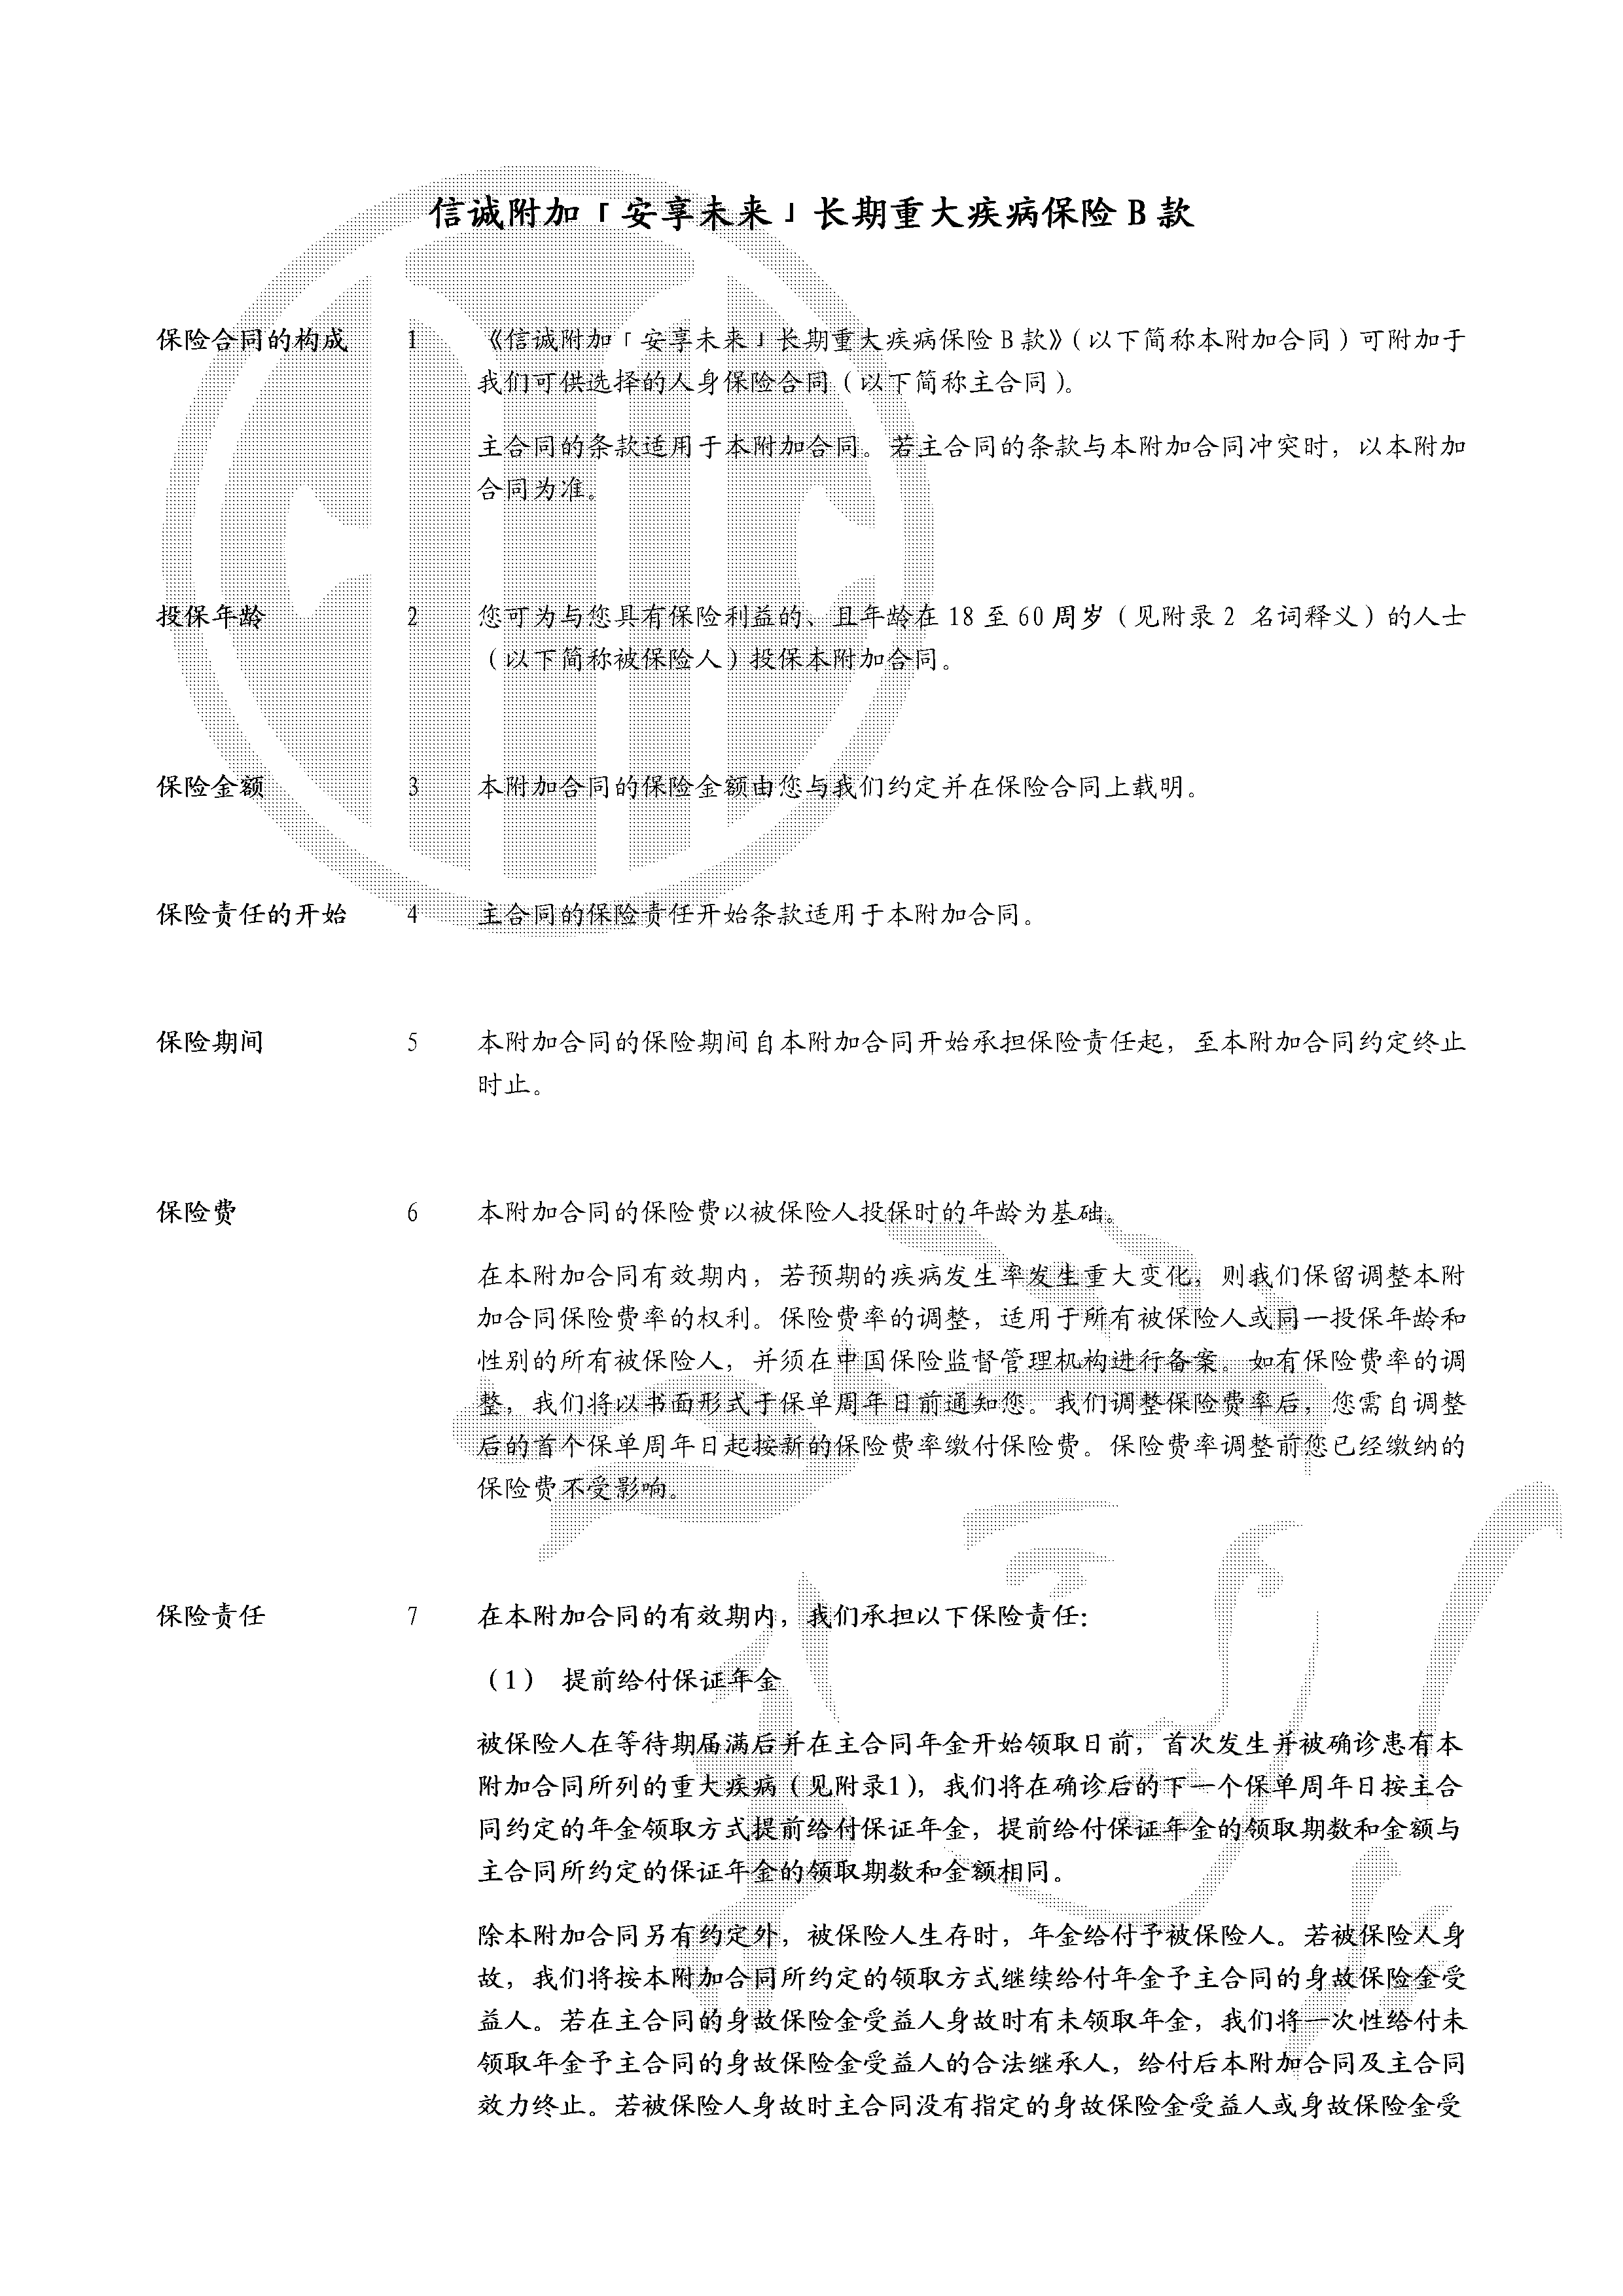 信诚附加「安享未来」长期重大疾病保险 B 款
保险合同的构成 1 《信诚附加「安享未来」长期重大疾病保险 B 款》（以下简称本附加合同）可附加于
我们可供选择的人身保险合同（以下简称主合同）。
主合同的条款适用于本附加合同。若主合同的条款与本附加合同冲突时，以本附加
合同为准。
投保年龄 2 您可为与您具有保险利益的、且年龄在 18 至 60 周岁（见附录 2 名词释义）的人士
（以下简称被保险人）投保本附加合同。
保险金额 3 本附加合同的保险金额由您与我们约定并在保险合同上载明。
保险责任的开始 4 主合同的保险责任开始条款适用于本附加合同。
保险期间 5 本附加合同的保险期间自本附加合同开始承担保险责任起，至本附加合同约定终止
时止。
保险费 6 本附加合同的保险费以被保险人投保时的年龄为基础。
在本附加合同有效期内，若预期的疾病发生率发生重大变化，则我们保留调整本附
加合同保险费率的权利。保险费率的调整，适用于所有被保险人或同一投保年龄和
性别的所有被保险人，并须在中国保险监督管理机构进行备案。如有保险费率的调
整，我们将以书面形式于保单周年日前通知您。我们调整保险费率后，您需自调整
后的首个保单周年日起按新的保险费率缴付保险费。保险费率调整前您已经缴纳的
保险费不受影响。
保险责任 7 在本附加合同的有效期内，我们承担以下保险责任：
（1） 提前给付保证年金
被保险人在等待期届满后并在主合同年金开始领取日前，首次发生并被确诊患有本
附加合同所列的重大疾病（见附录1），我们将在确诊后的下一个保单周年日按主合
同约定的年金领取方式提前给付保证年金，提前给付保证年金的领取期数和金额与
主合同所约定的保证年金的领取期数和金额相同。
除本附加合同另有约定外，被保险人生存时，年金给付予被保险人。若被保险人身
故，我们将按本附加合同所约定的领取方式继续给付年金予主合同的身故保险金受
益人。若在主合同的身故保险金受益人身故时有未领取年金，我们将一次性给付未
领取年金予主合同的身故保险金受益人的合法继承人，给付后本附加合同及主合同
效力终止。若被保险人身故时主合同没有指定的身故保险金受益人或身故保险金受